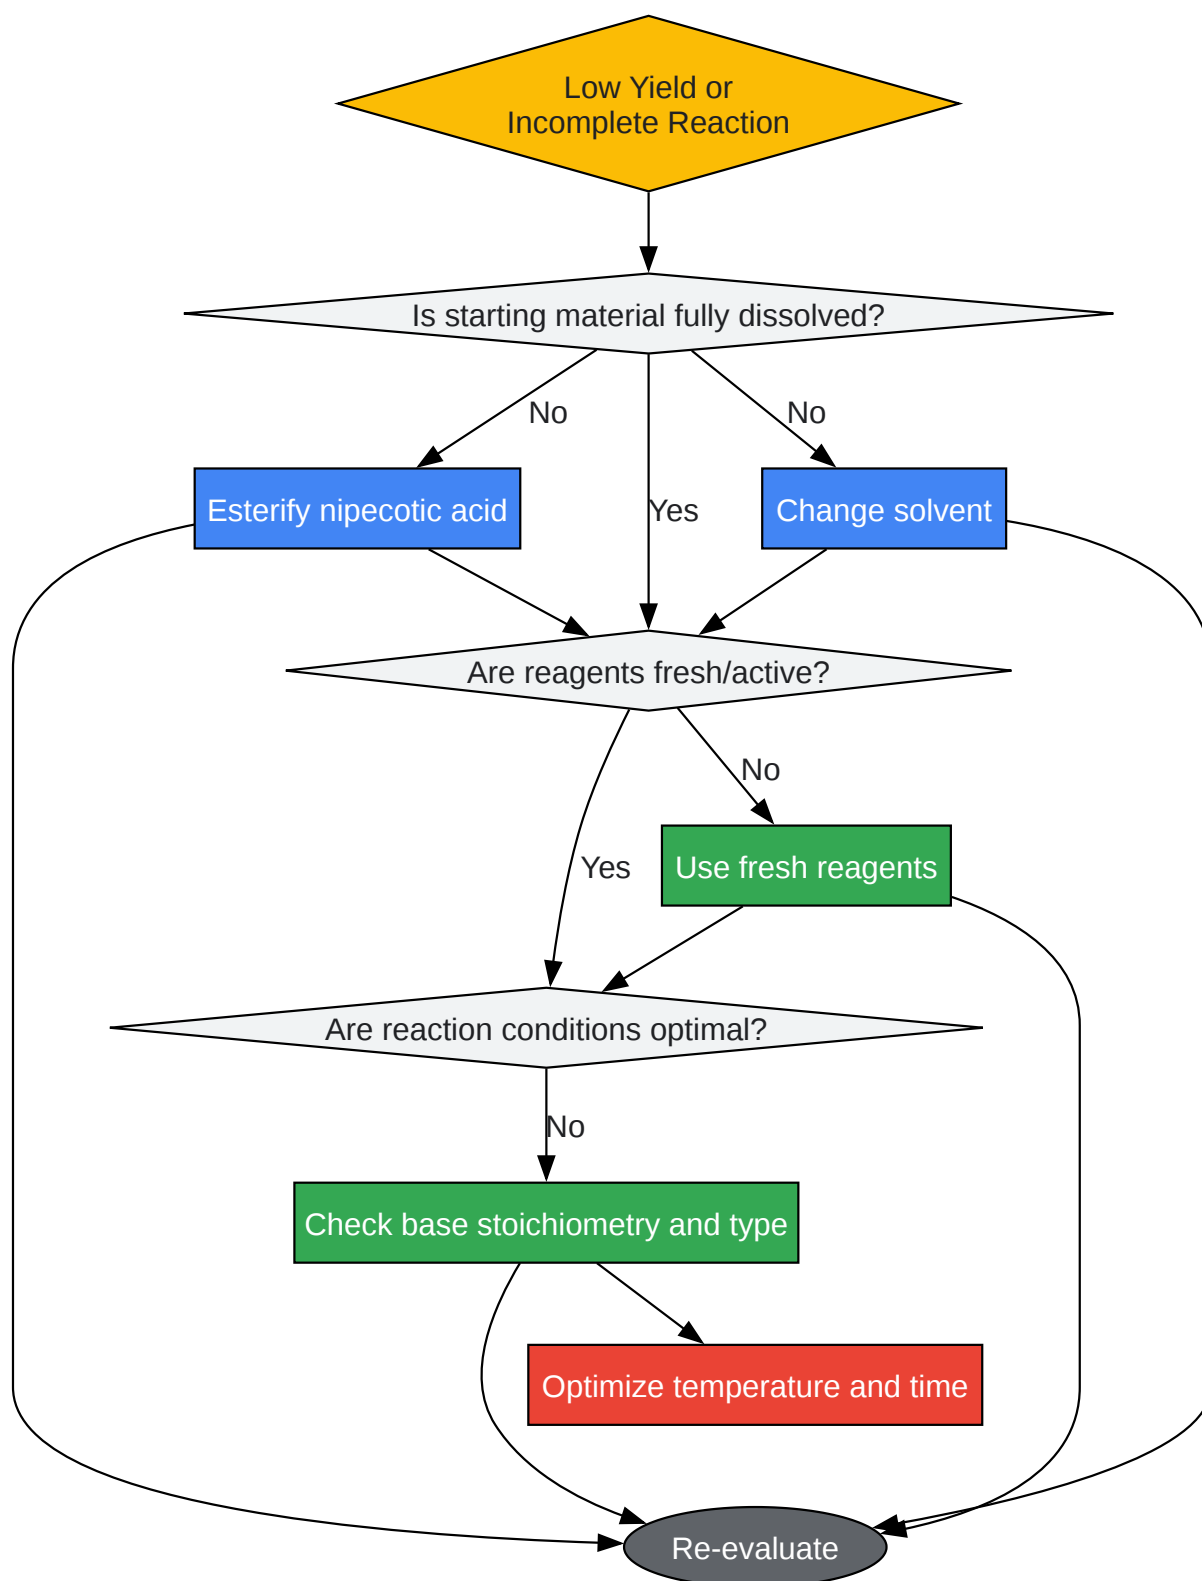 Low Yield or
Incomplete Reaction
Is starting material fully dissolved?
No
No
Esterify nipecotic acid
Yes
Change solvent
Are reagents fresh/active?
No
Yes
Use fresh reagents
Are reaction conditions optimal?
No
Check base stoichiometry and type
Optimize temperature and time
Re-evaluate